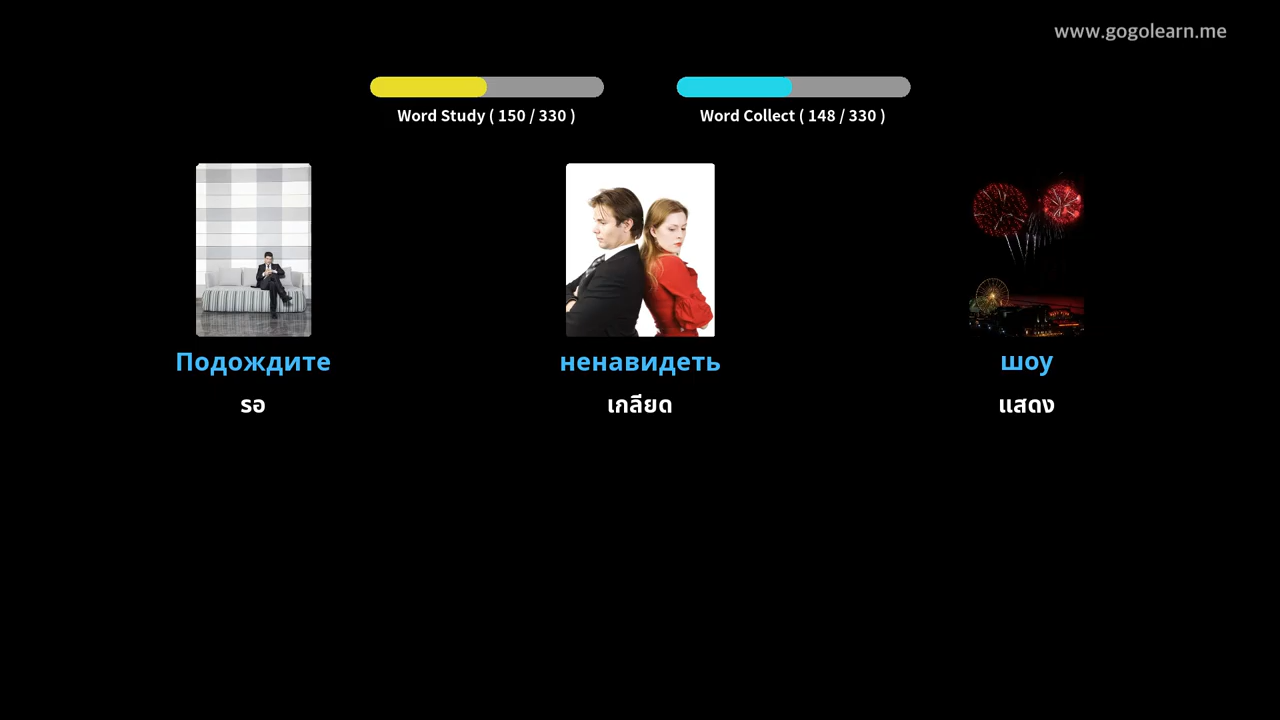 www.gogolearn.me
Word Study ( 150 / 330 )
Word Collect ( 148 / 330 )
Подождите
ненавидеть
шоу
รอ
เกลียด
แสดง